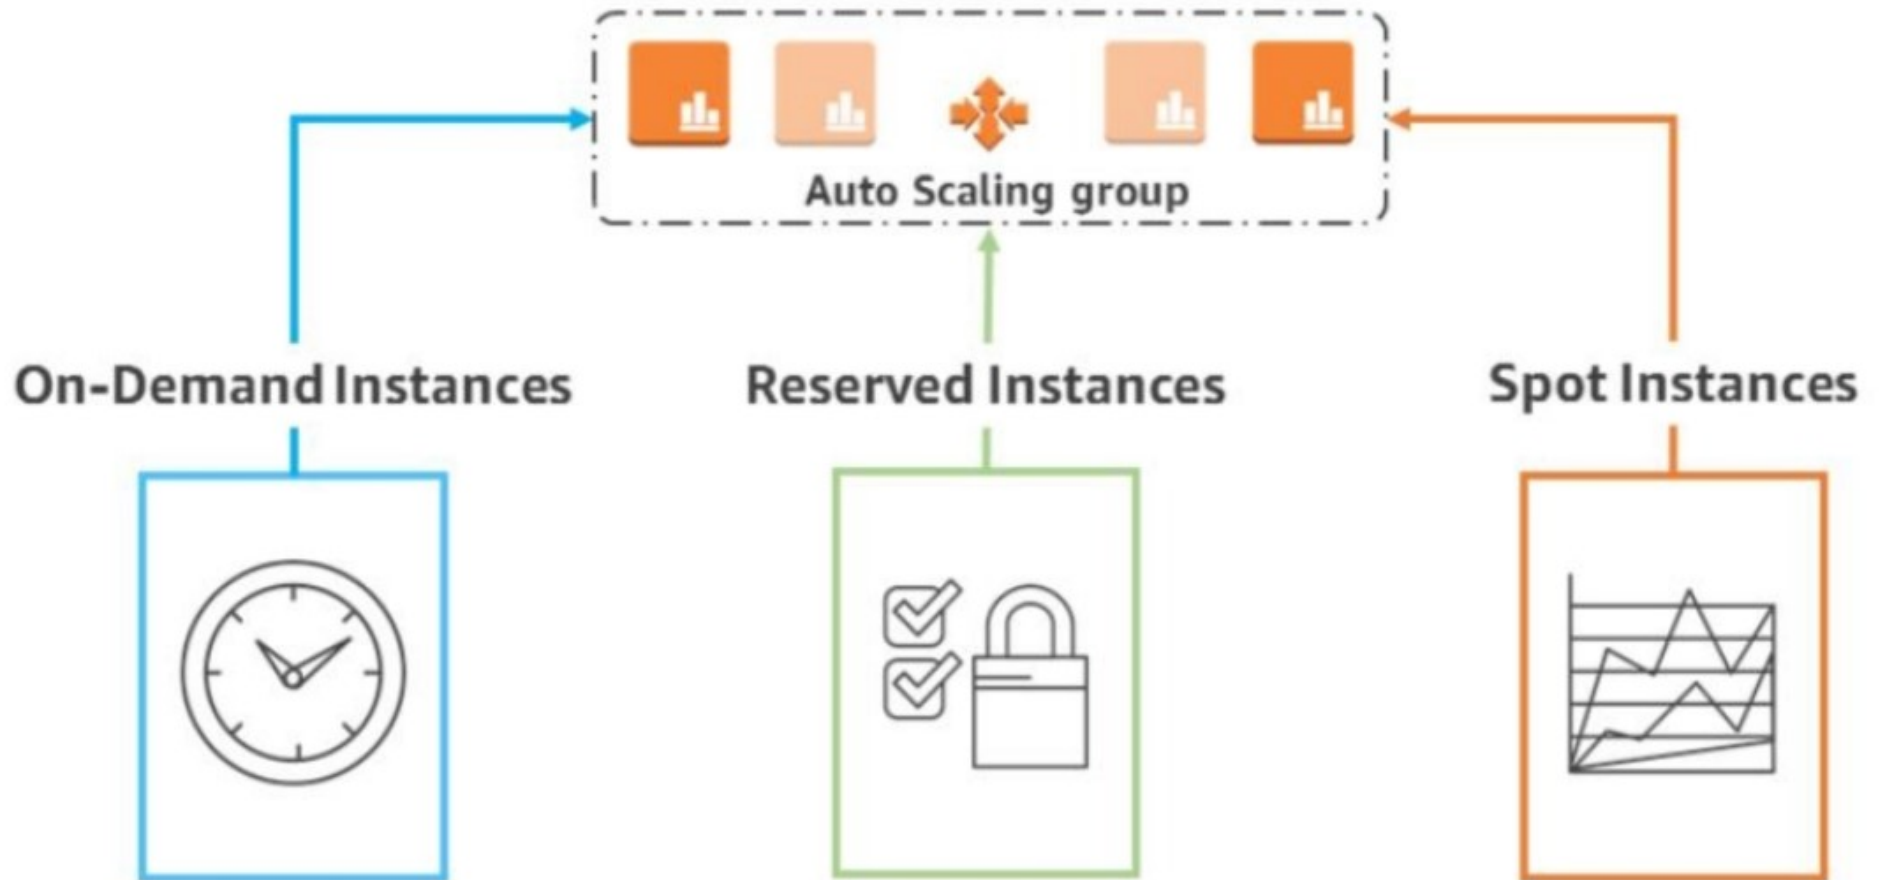 Auto Scaling group
On-Demand Instances
Reserved Instances
Spot Instances